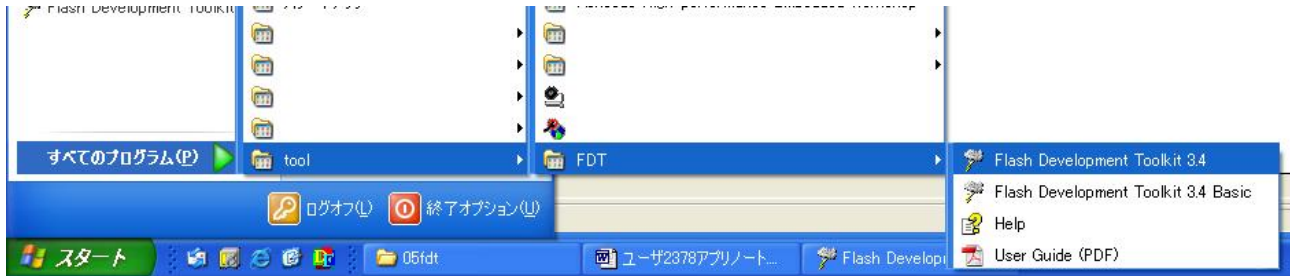 Flash Development Toolkit
すべてのプログラム(P)
tool
FDT
Flash Development Toolkit 3.4
Flash Development Toolkit 3.4 Basic
Help
User Guide (PDF)
ログオフ(L)
終了オプション(U)
スタート
05fdt
ユーザ2378アプリノート...
Flash Develop